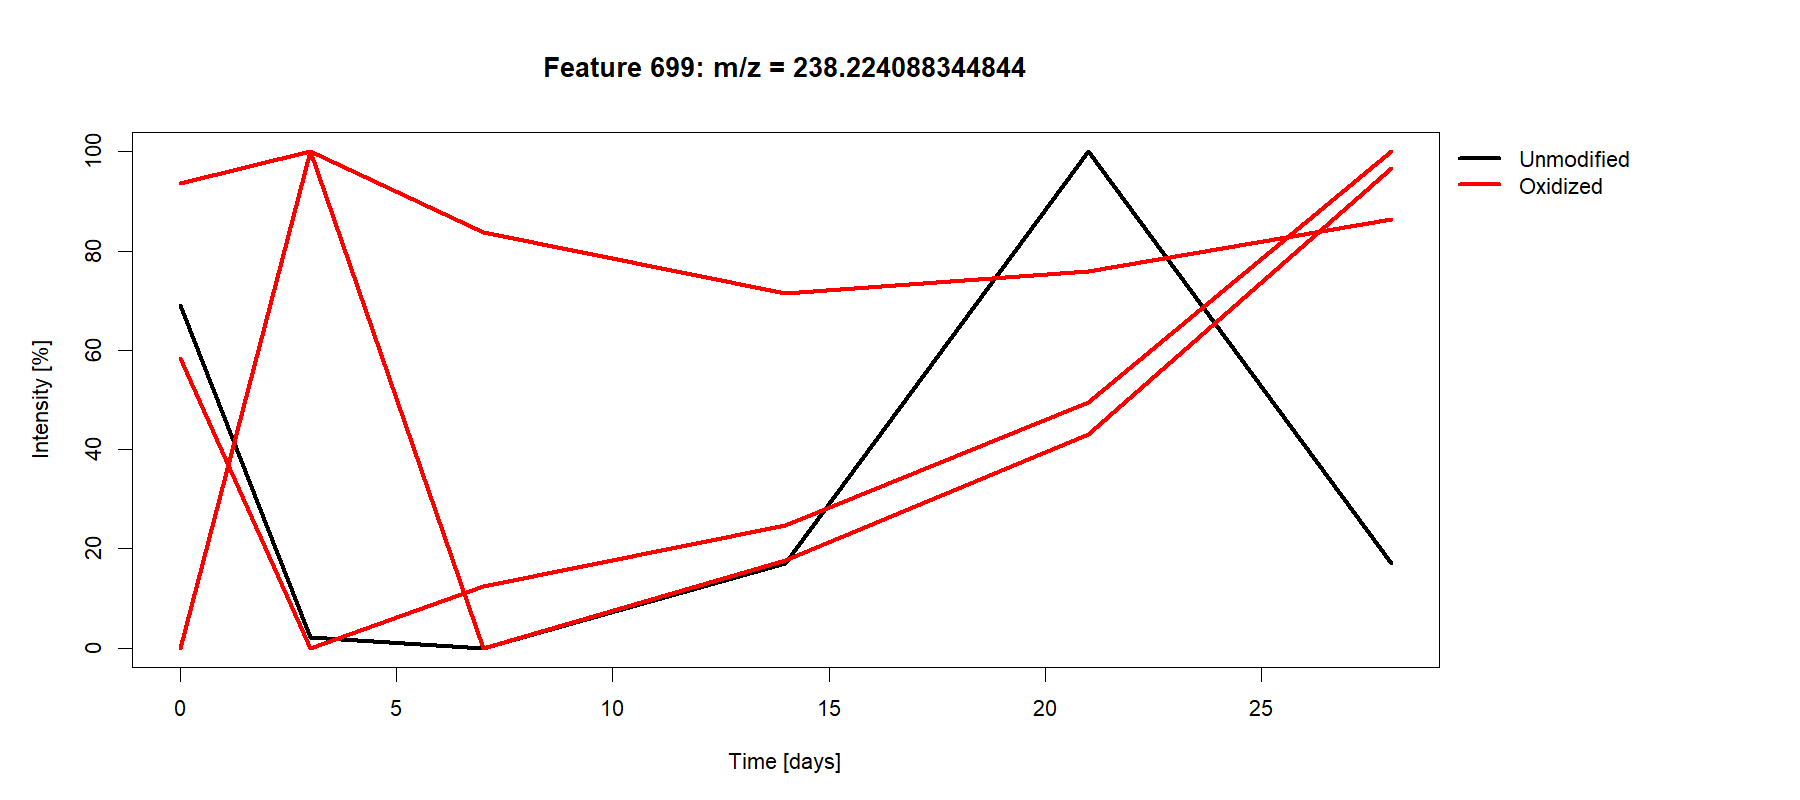 Feature 699: m/z = 238.224088344844
100
80
60
40
20
0
Intensity [%]
0 5 10 15 20 25
Time [days]
Unmodified
Oxidized